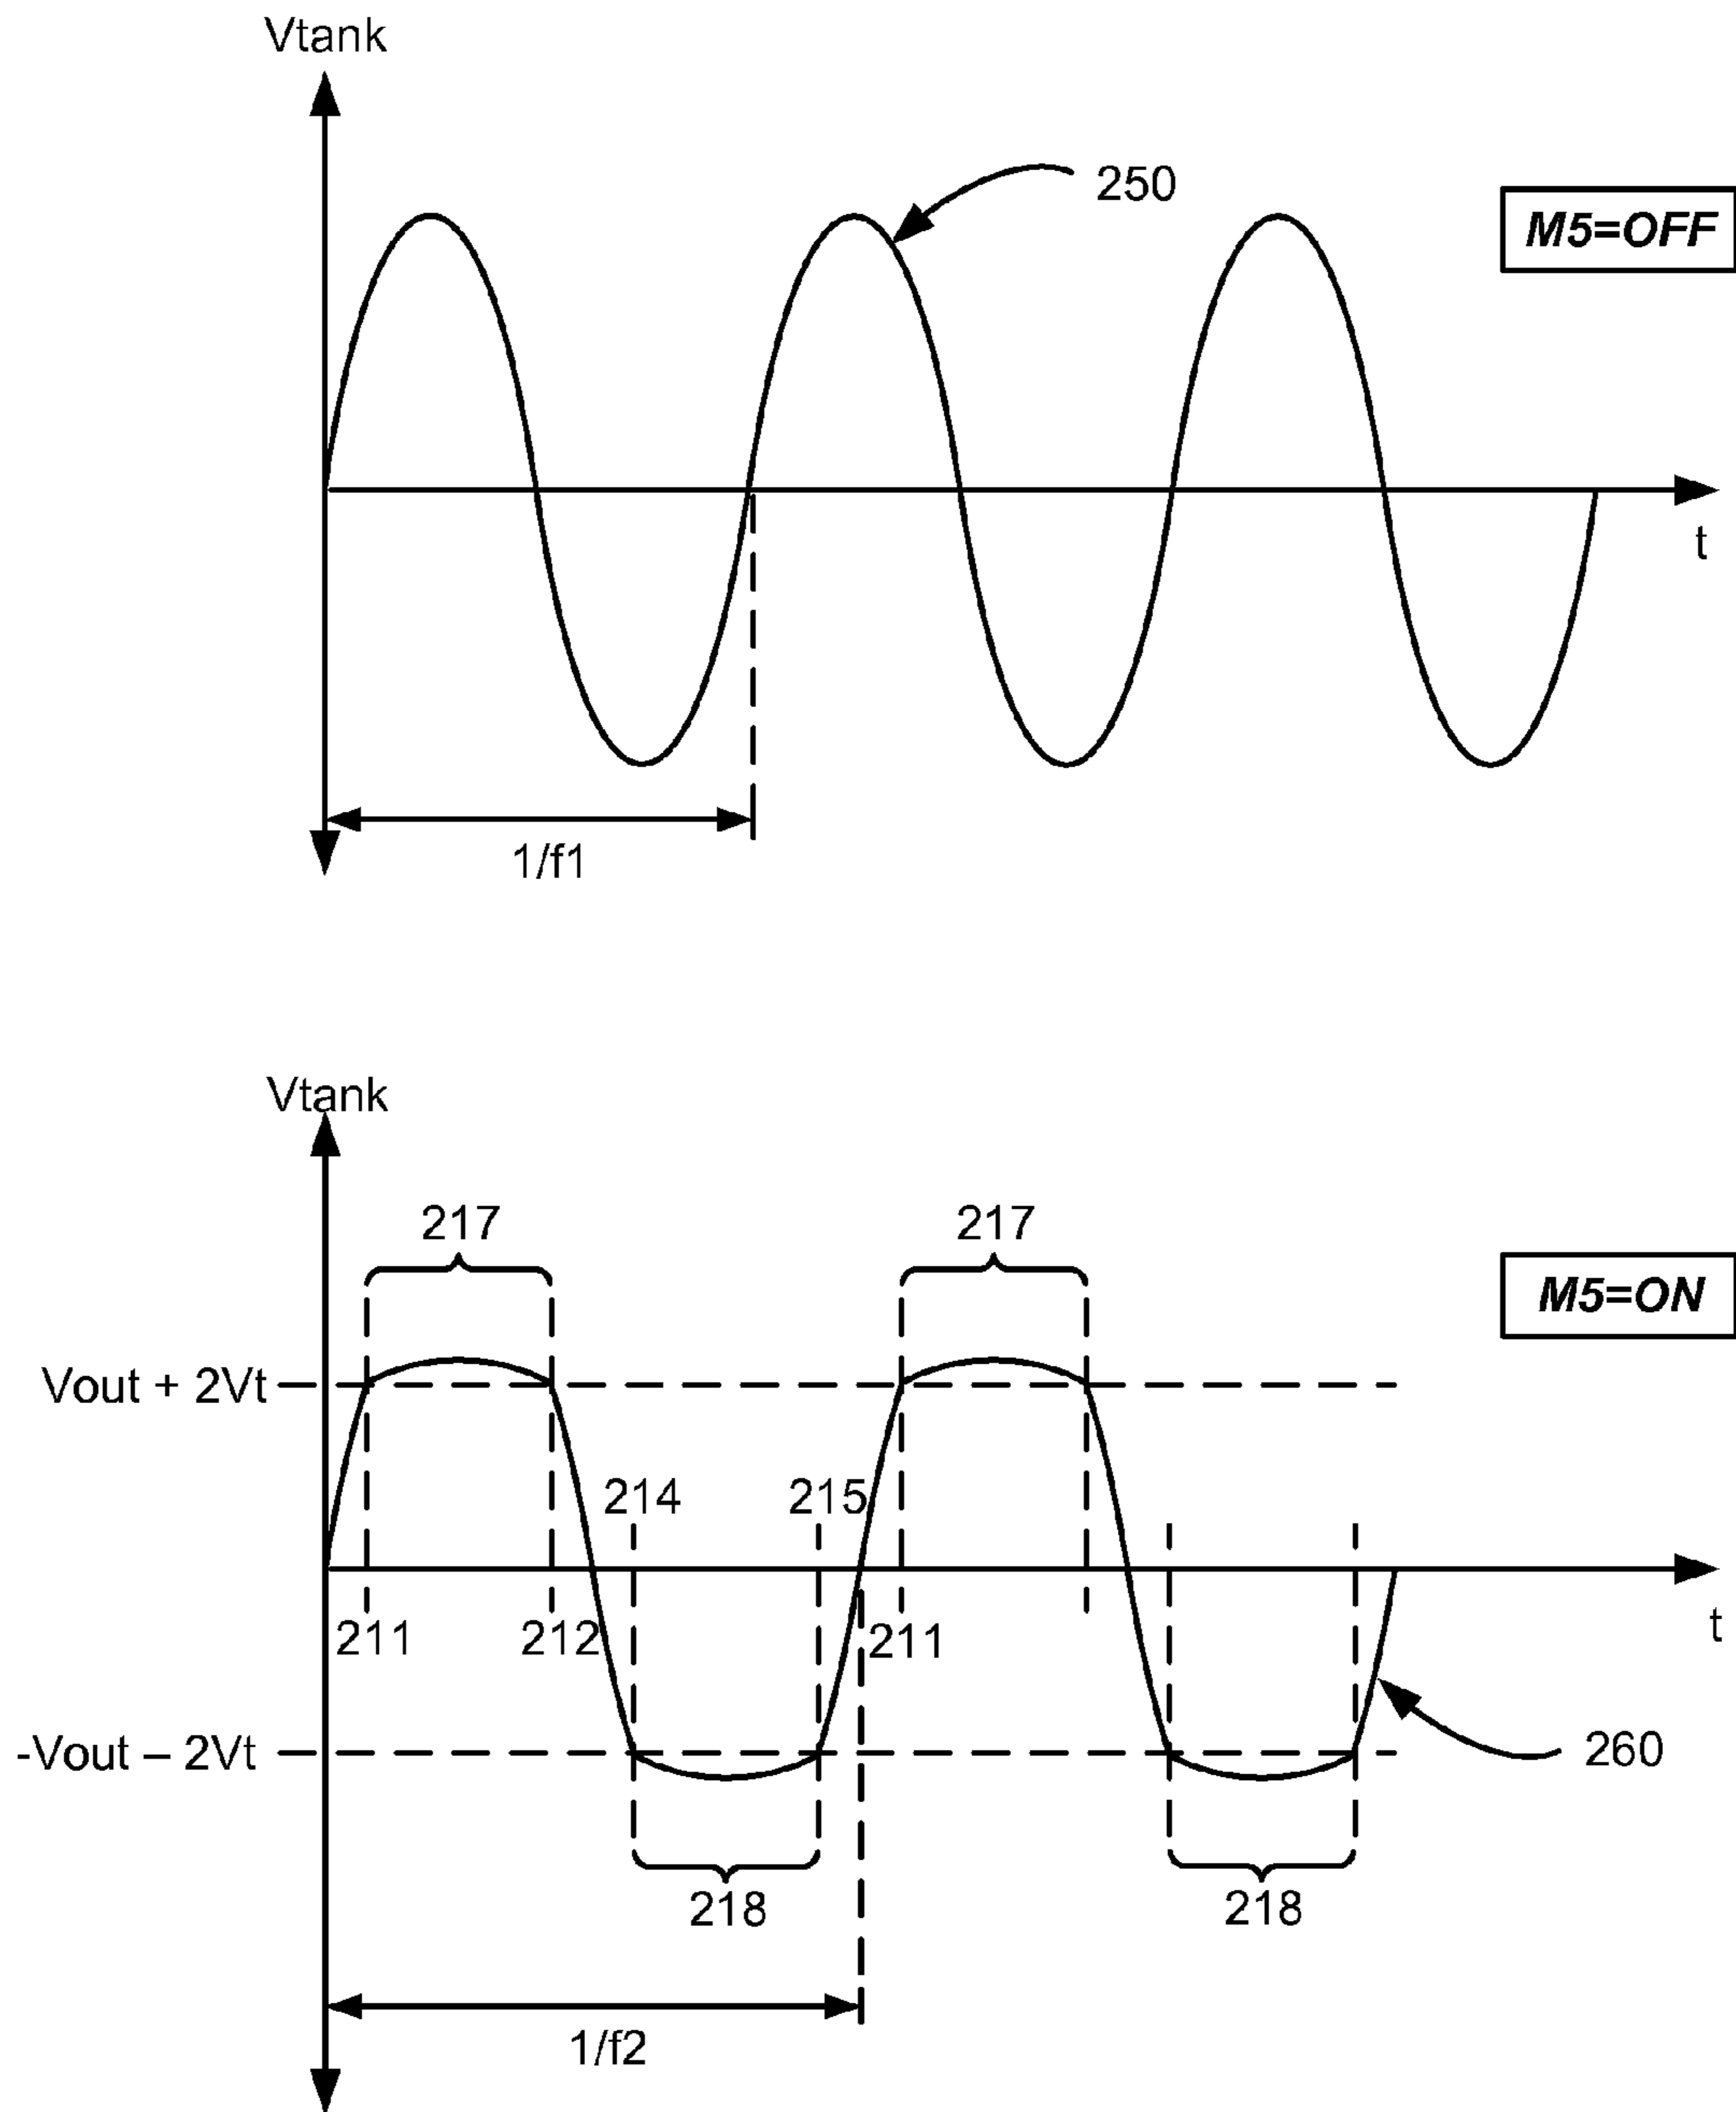 Vtank
250
M5=OFF
t
1/f1
Vtank
217
217
M5=ON
Vout + 2Vt
214
215
211
212
211
t
-Vout – 2Vt
260
218
218
1/f2